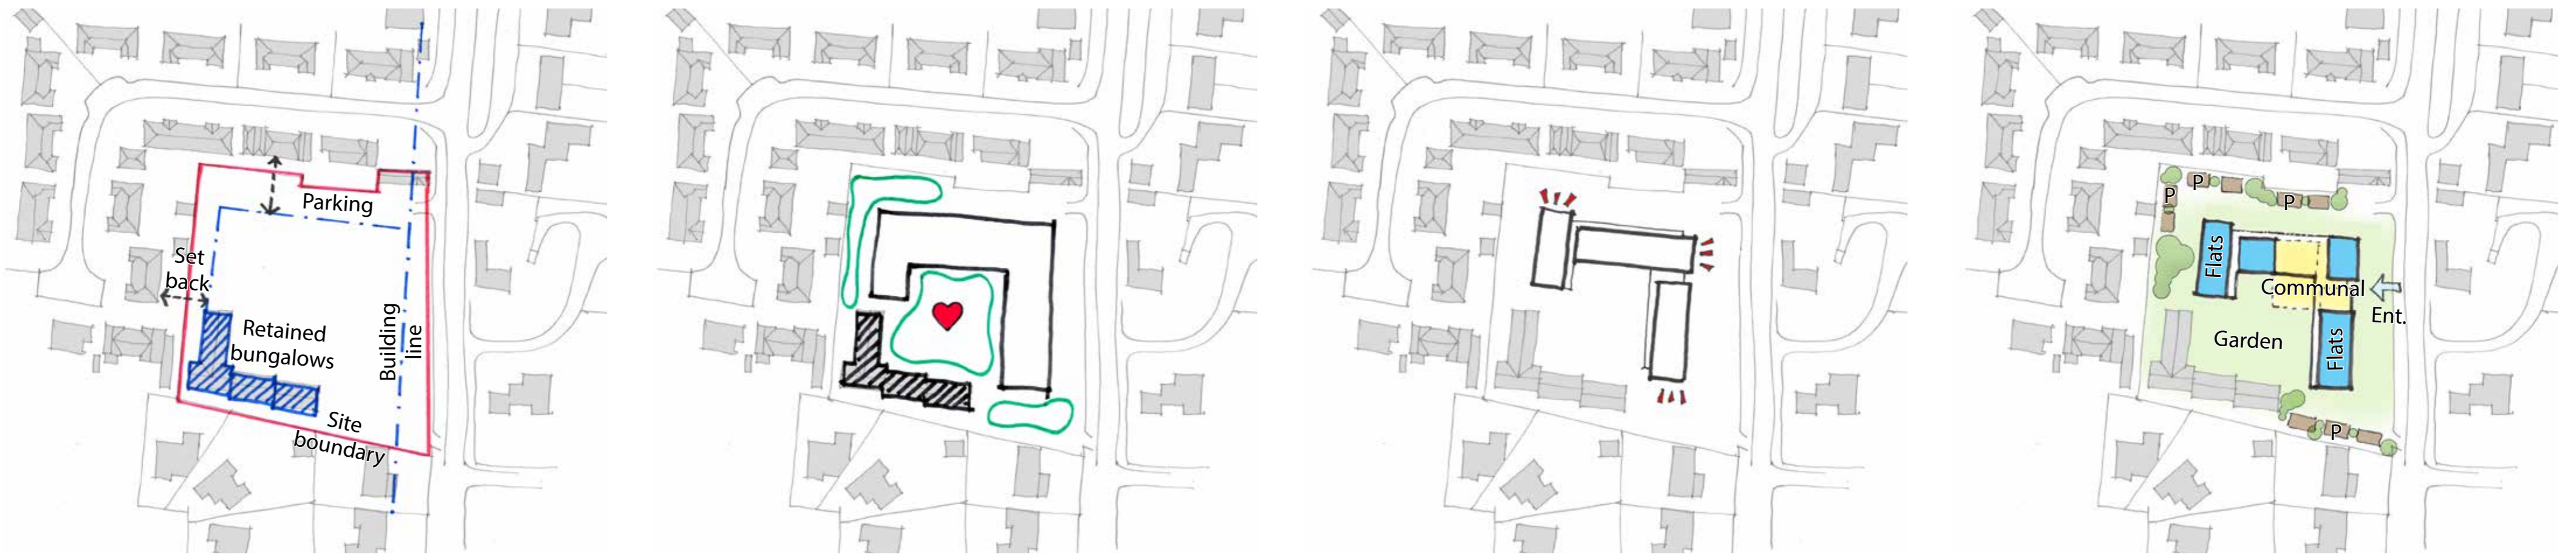 Parking
Set
back
Retained
bungalows
Building
line
Site
boundary
P
P
P
Flats
Communal
Ent.
Garden
Flats
P